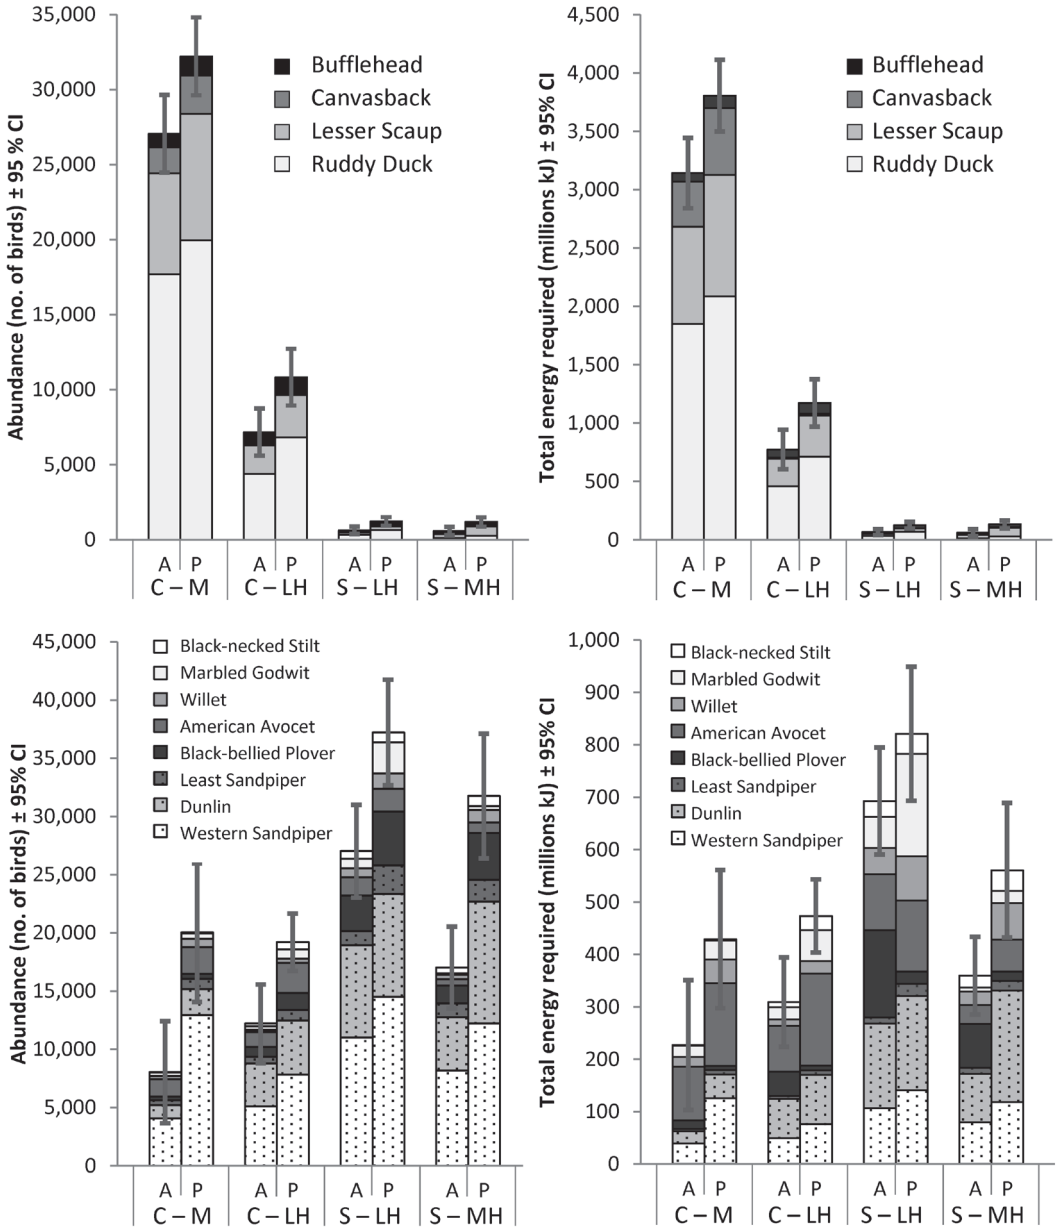 Abundance (no. of birds) ± 95 % CI
35,000
30,000
25,000
20,000
15,000
10,000
5,000
0
Bufflehead
Canvasback
Lesser Scaup
Ruddy Duck
A P A P A P A P
C – M C – LH S – LH S – MH
Total energy required (millions kJ) ± 95% CI
4,500
4,000
3,500
3,000
2,500
2,000
1,500
1,000
500
0
Bufflehead
Canvasback
Lesser Scaup
Ruddy Duck
A P A P A P A P
C – M C – LH S – LH S – MH
Abundance (no. of birds) ± 95% CI
45,000
40,000
35,000
30,000
25,000
20,000
15,000
10,000
5,000
0
Black-necked Stilt
Marbled Godwit
Willet
American Avocet
Black-bellied Plover
Least Sandpiper
Dunlin
Western Sandpiper
A P A P A P A P
C – M C – LH S – LH S – MH
Total energy required (millions kJ) ± 95% CI
1,000
900
800
700
600
500
400
300
200
100
0
Black-necked Stilt
Marbled Godwit
Willet
American Avocet
Black-bellied Plover
Least Sandpiper
Dunlin
Western Sandpiper
A P A P A P A P
C – M C – LH S – LH S – MH